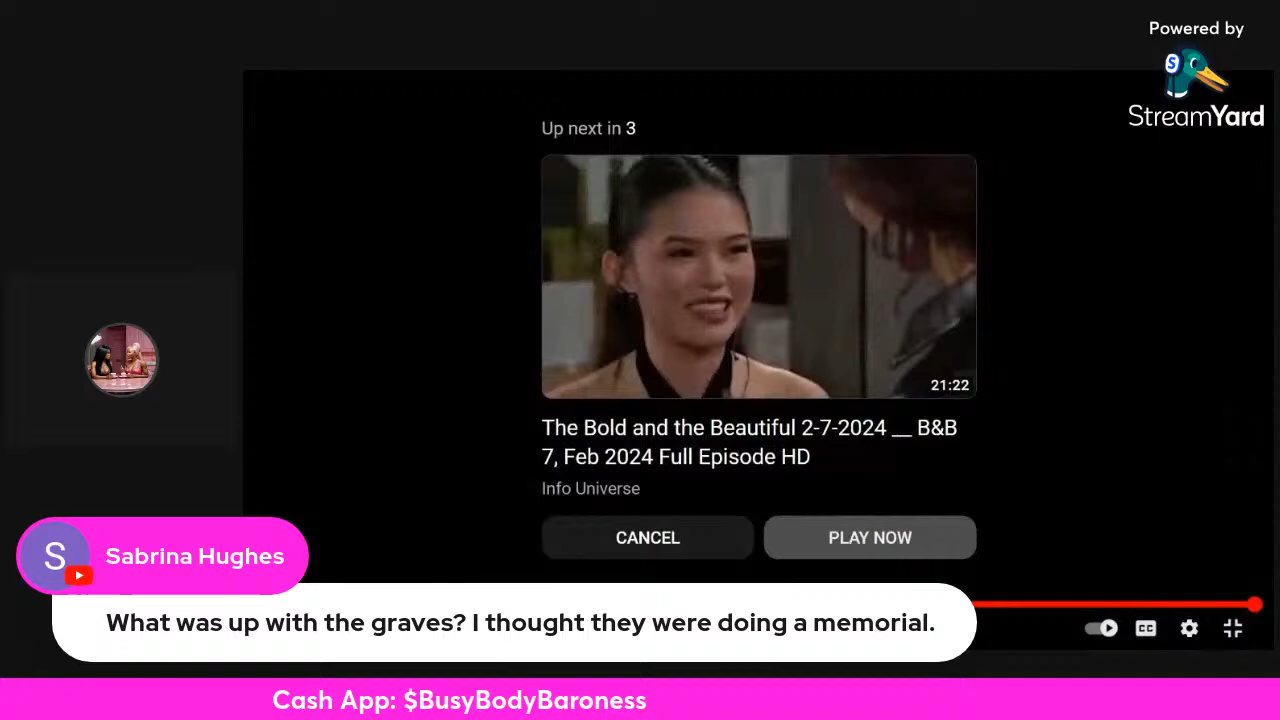 Powered by
S
StreamYard
Up next in 3
21:22
The Bold and the Beautiful 2-7-2024 __ B&B
7, Feb 2024 Full Episode HD
Info Universe
CANCEL
PLAY NOW
S
Sabrina Hughes
What was up with the graves? I thought they were doing a memorial.
CC
Cash App: $BusyBodyBaroness